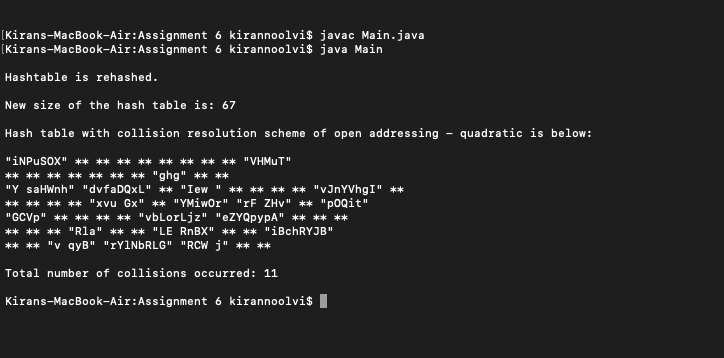 [Kirans-MacBook-Air:Assignment 6 kirannoolvi$ javac Main.java
[Kirans-MacBook-Air:Assignment 6 kirannoolvi$ java Main
Hashtable is rehashed.
New size of the hash table is: 67
Hash table with collision resolution scheme of open addressing - quadratic is below:
"iNPuSOX" ** ** ** ** ** ** ** ** "VHMuT"
** ** ** ** ** ** ** "ghg" ** **
"Y saHWnh" "dvfaDQxL" ** "Iew " ** ** ** ** "vJnYVhgI" **
** ** ** ** ** "xvu Gx" ** "YMiwOr" "rF ZHv" ** "pOQit"
"GCVp" ** ** ** ** "vbLorLjz" "eZYQpypA" ** ** **
** ** ** "Rla" ** ** "LE RnBX" ** ** "iBchRYJB"
** ** "v qyB" "rYlNbRLG" "RCW j" ** **
Total number of collisions occurred: 11
Kirans-MacBook-Air:Assignment 6 kirannoolvi$